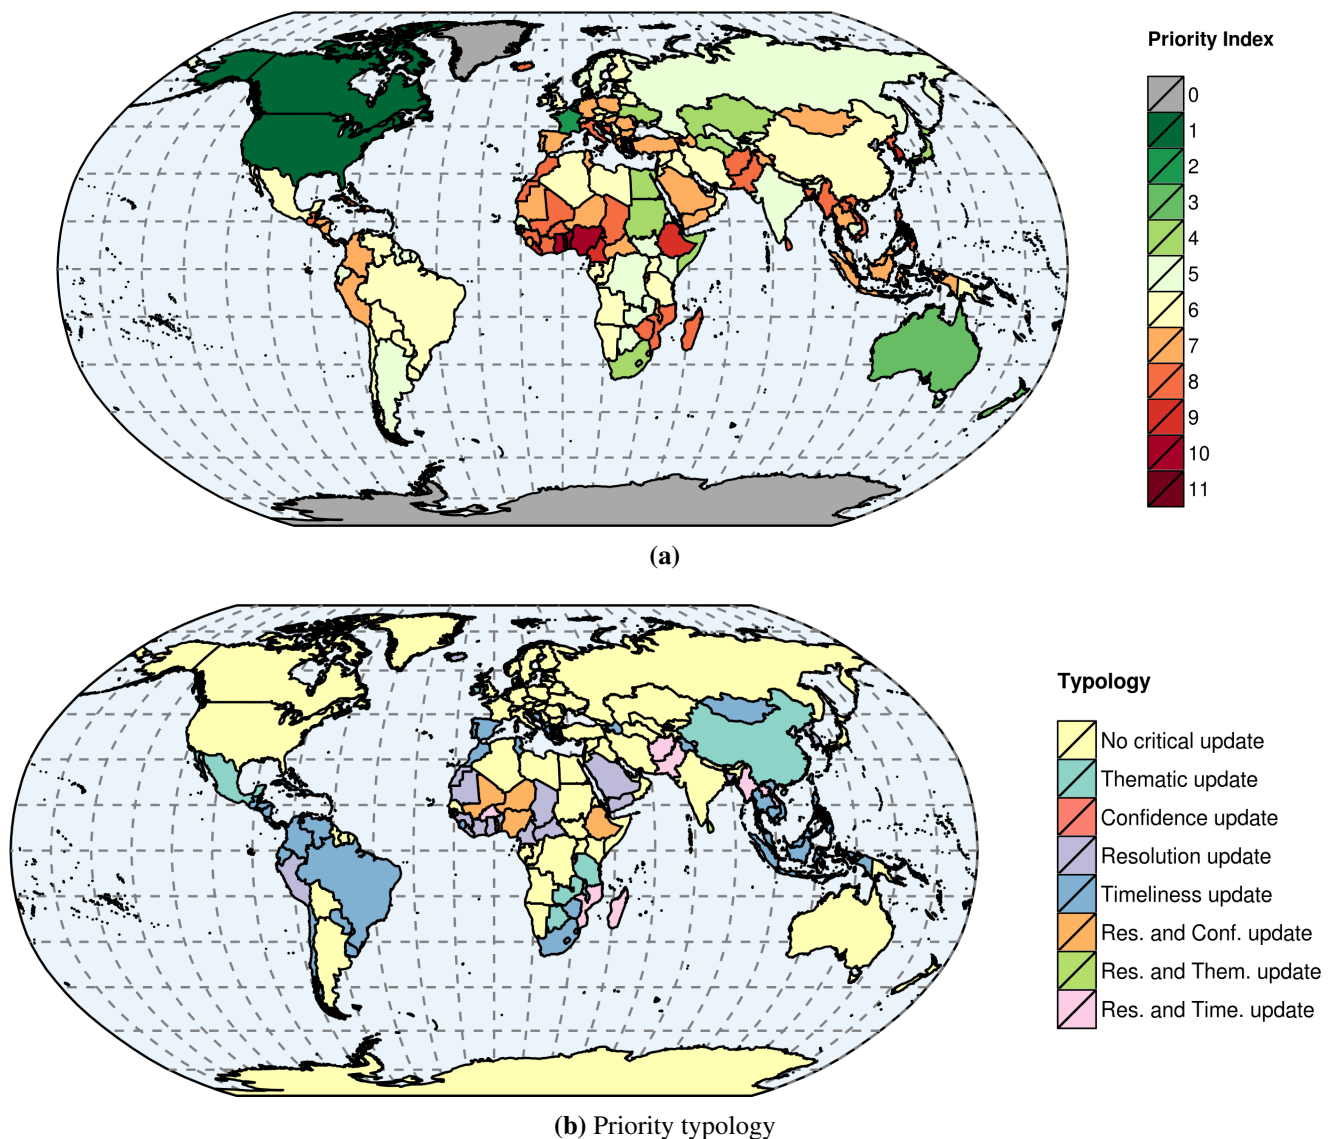 Priority Index
0
1
2
3
4
5
6
7
8
9
10
11
(a)
Typology
No critical update
Thematic update
Confidence update
Resolution update
Timeliness update
Res. and Conf. update
Res. and Them. update
Res. and Time. update
(b) Priority typology